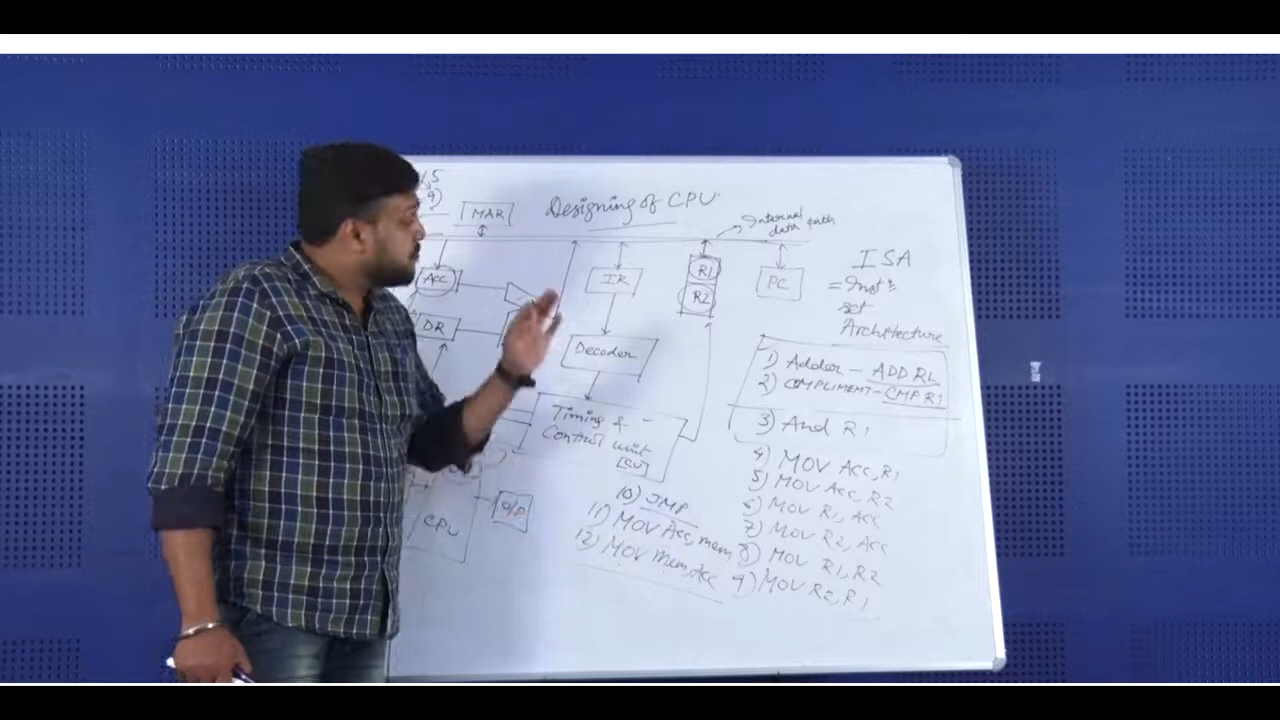 Designing of CPU
MAR
Internal
data path
Acc
IR
R1
R2
PC
DR
Decoder
Timing &
Control unit
[CU]
CPU
O/P
ISA
= Inst's
set
Architecture
1) Adder - ADD R1
2) COMPLIMENT - CMP R1
3) And R1
4) MOV Acc, R1
5) MOV Acc, R2
6) MOV R1, Acc
7) MOV R2, Acc
8) MOV R1, R2
9) MOV R2, R1
10) JMP
11) MOV Acc, mem
12) MOV Mem, Acc